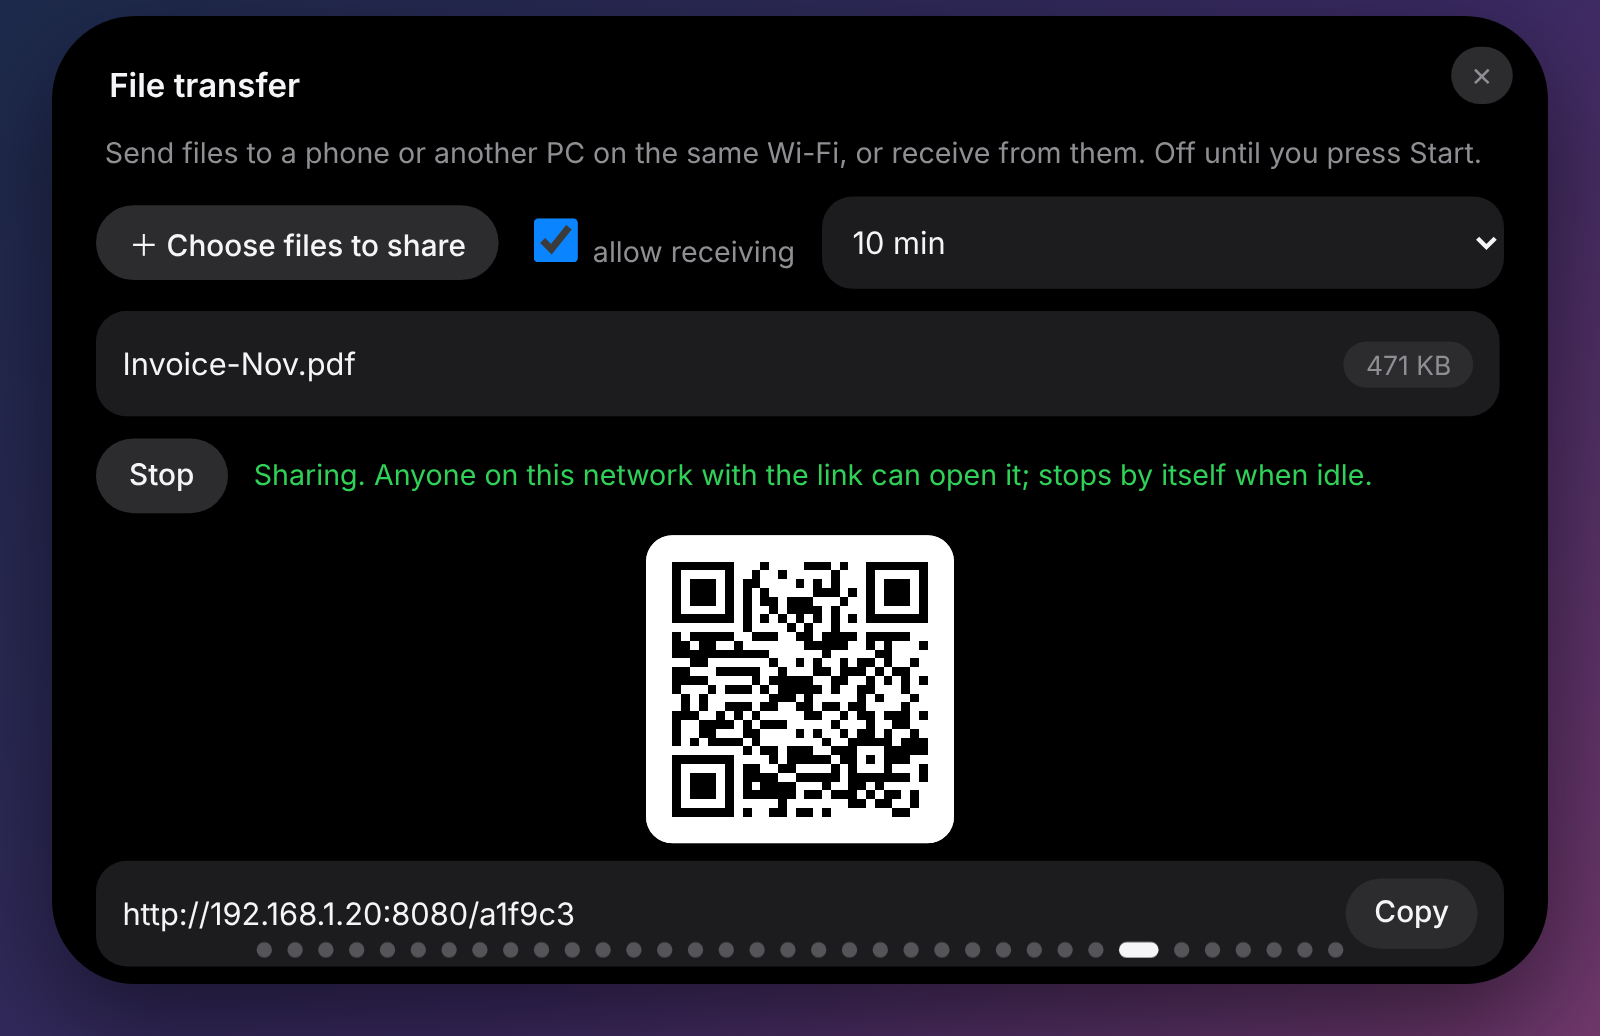 File transfer
×
Send files to a phone or another PC on the same Wi-Fi, or receive from them. Off until you press Start.
+ Choose files to share
allow receiving
10 min
Invoice-Nov.pdf
471 KB
Stop
Sharing. Anyone on this network with the link can open it; stops by itself when idle.
http://192.168.1.20:8080/a1f9c3
Copy